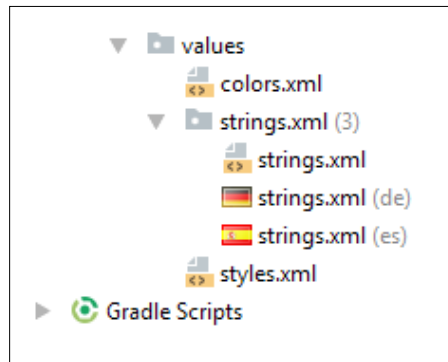 values
colors.xml
strings.xml (3)
strings.xml
strings.xml (de)
strings.xml (es)
styles.xml
Gradle Scripts